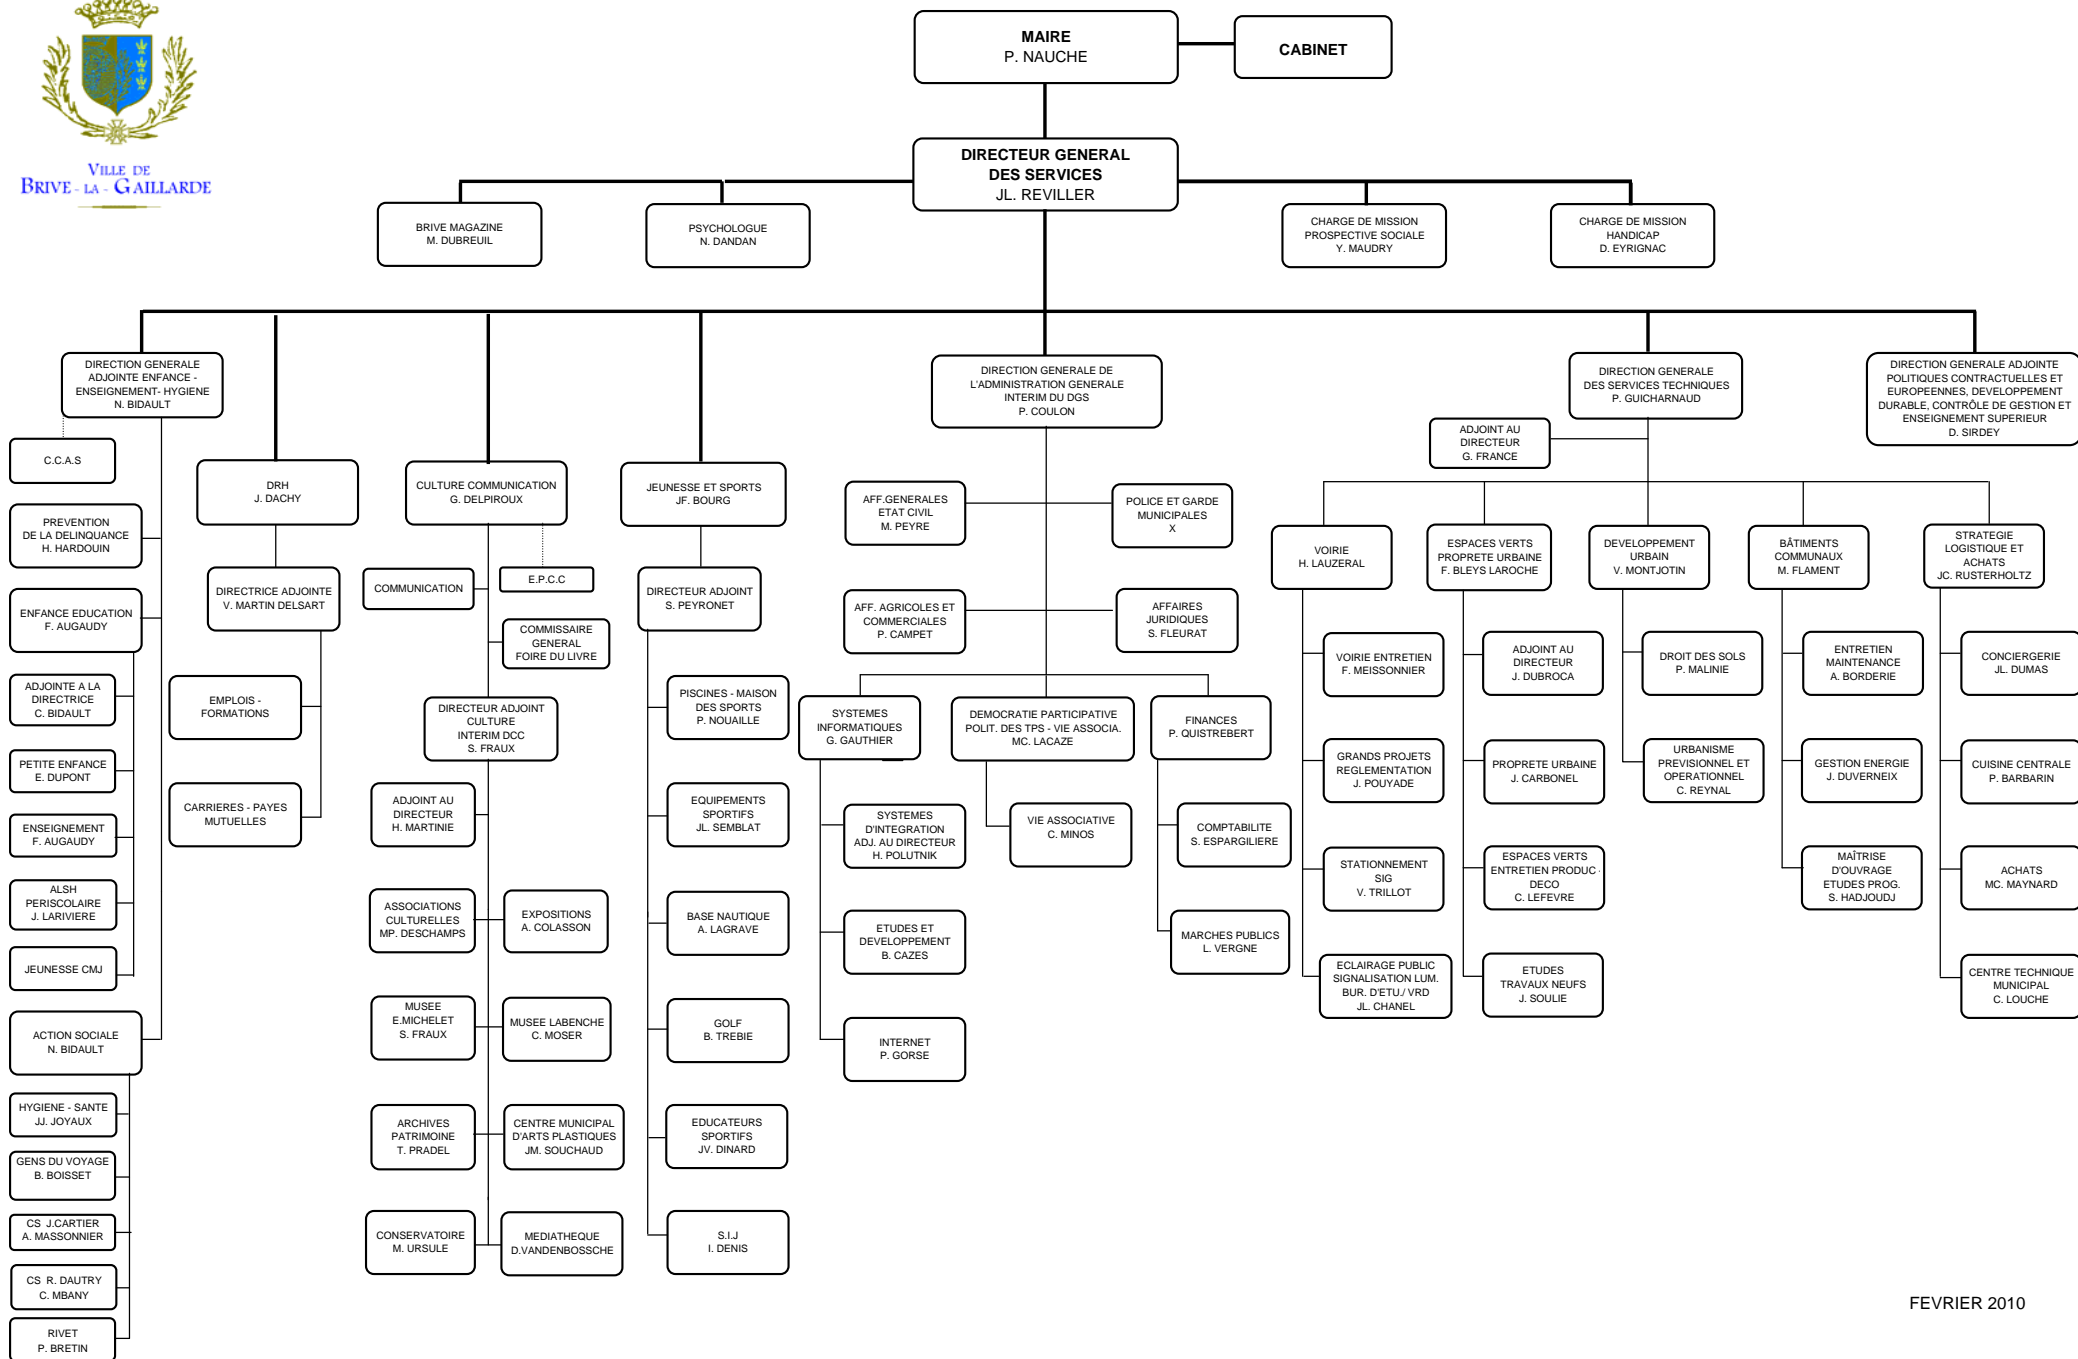 MAIRE
P. NAUCHE
CABINET
VILLE DE
BRIVE - LA - GAILLARDE
DIRECTEUR GENERAL
DES SERVICES
JL. REVILLER
BRIVE MAGAZINE
M. DUBREUIL
PSYCHOLOGUE
N. DANDAN
CHARGE DE MISSION
PROSPECTIVE SOCIALE
Y. MAUDRY
CHARGE DE MISSION
HANDICAP
D. EYRIGNAC
DIRECTION GENERALE
ADJOINTE ENFANCE -
ENSEIGNEMENT- HYGIENE
N. BIDAULT
C.C.A.S
PREVENTION
DE LA DELINQUANCE
H. HARDOUIN
ENFANCE EDUCATION
F. AUGAUDY
ADJOINTE A LA
DIRECTRICE
C. BIDAULT
PETITE ENFANCE
E. DUPONT
ENSEIGNEMENT
F. AUGAUDY
ALSH
PERISCOLAIRE
J. LARIVIERE
JEUNESSE CMJ
ACTION SOCIALE
N. BIDAULT
HYGIENE - SANTE
JJ. JOYAUX
GENS DU VOYAGE
B. BOISSET
CS J.CARTIER
A. MASSONNIER
CS R. DAUTRY
C. MBANY
RIVET
P. BRETIN
DRH
J. DACHY
DIRECTRICE ADJOINTE
V. MARTIN DELSART
EMPLOIS -
FORMATIONS
CARRIERES - PAYES
MUTUELLES
CULTURE COMMUNICATION
G. DELPIROUX
COMMUNICATION
E.P.C.C
COMMISSAIRE
GENERAL
FOIRE DU LIVRE
DIRECTEUR ADJOINT
CULTURE
INTERIM DCC
S. FRAUX
ADJOINT AU
DIRECTEUR
H. MARTINIE
ASSOCIATIONS
CULTURELLES
MP. DESCHAMPS
EXPOSITIONS
A. COLASSON
MUSEE
E.MICHELET
S. FRAUX
MUSEE LABENCHE
C. MOSER
ARCHIVES
PATRIMOINE
T. PRADEL
CENTRE MUNICIPAL
D'ARTS PLASTIQUES
JM. SOUCHAUD
CONSERVATOIRE
M. URSULE
MEDIATHEQUE
D.VANDENBOSSCHE
JEUNESSE ET SPORTS
JF. BOURG
DIRECTEUR ADJOINT
S. PEYRONET
PISCINES - MAISON
DES SPORTS
P. NOUAILLE
EQUIPEMENTS
SPORTIFS
JL. SEMBLAT
BASE NAUTIQUE
A. LAGRAVE
GOLF
B. TREBIE
EDUCATEURS
SPORTIFS
JV. DINARD
S.I.J
I. DENIS
DIRECTION GENERALE DE
L'ADMINISTRATION GENERALE
INTERIM DU DGS
P. COULON
AFF.GENERALES
ETAT CIVIL
M. PEYRE
POLICE ET GARDE
MUNICIPALES
X
AFF. AGRICOLES ET
COMMERCIALES
P. CAMPET
AFFAIRES
JURIDIQUES
S. FLEURAT
SYSTEMES
INFORMATIQUES
G. GAUTHIER
DEMOCRATIE PARTICIPATIVE
POLIT. DES TPS - VIE ASSOCIA.
MC. LACAZE
FINANCES
P. QUISTREBERT
SYSTEMES
D'INTEGRATION
ADJ. AU DIRECTEUR
H. POLUTNIK
ETUDES ET
DEVELOPPEMENT
B. CAZES
INTERNET
P. GORSE
VIE ASSOCIATIVE
C. MINOS
COMPTABILITE
S. ESPARGILIERE
MARCHES PUBLICS
L. VERGNE
DIRECTION GENERALE
DES SERVICES TECHNIQUES
P. GUICHARNAUD
ADJOINT AU
DIRECTEUR
G. FRANCE
VOIRIE
H. LAUZERAL
VOIRIE ENTRETIEN
F. MEISSONNIER
GRANDS PROJETS
REGLEMENTATION
J. POUYADE
STATIONNEMENT
SIG
V. TRILLOT
ECLAIRAGE PUBLIC
SIGNALISATION LUM.
BUR. D'ETU./ VRD
JL. CHANEL
ESPACES VERTS
PROPRETE URBAINE
F. BLEYS LAROCHE
ADJOINT AU
DIRECTEUR
J. DUBROCA
PROPRETE URBAINE
J. CARBONEL
ESPACES VERTS
ENTRETIEN PRODUC -
DECO
C. LEFEVRE
ETUDES
TRAVAUX NEUFS
J. SOULIE
DEVELOPPEMENT
URBAIN
V. MONTJOTIN
DROIT DES SOLS
P. MALINIE
URBANISME
PREVISIONNEL ET
OPERATIONNEL
C. REYNAL
BÂTIMENTS
COMMUNAUX
M. FLAMENT
ENTRETIEN
MAINTENANCE
A. BORDERIE
GESTION ENERGIE
J. DUVERNEIX
MAÎTRISE
D'OUVRAGE
ETUDES PROG.
S. HADJOUDJ
STRATEGIE
LOGISTIQUE ET
ACHATS
JC. RUSTERHOLTZ
CONCIERGERIE
JL. DUMAS
CUISINE CENTRALE
P. BARBARIN
ACHATS
MC. MAYNARD
CENTRE TECHNIQUE
MUNICIPAL
C. LOUCHE
DIRECTION GENERALE ADJOINTE
POLITIQUES CONTRACTUELLES ET
EUROPEENNES, DEVELOPPEMENT
DURABLE, CONTRÔLE DE GESTION ET
ENSEIGNEMENT SUPERIEUR
D. SIRDEY
FEVRIER 2010